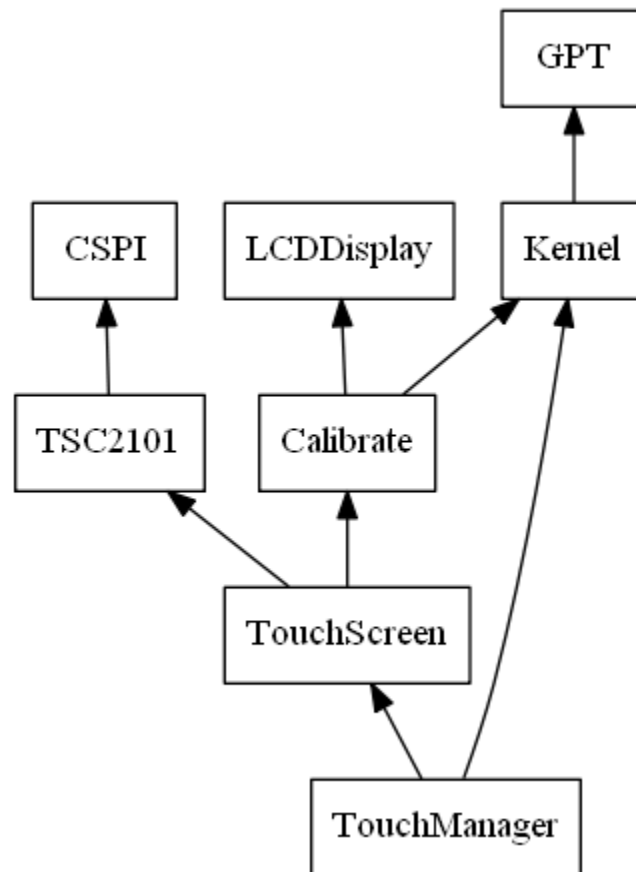 GPT
CSPI
LCDDisplay
Kernel
TSC2101
Calibrate
TouchScreen
TouchManager